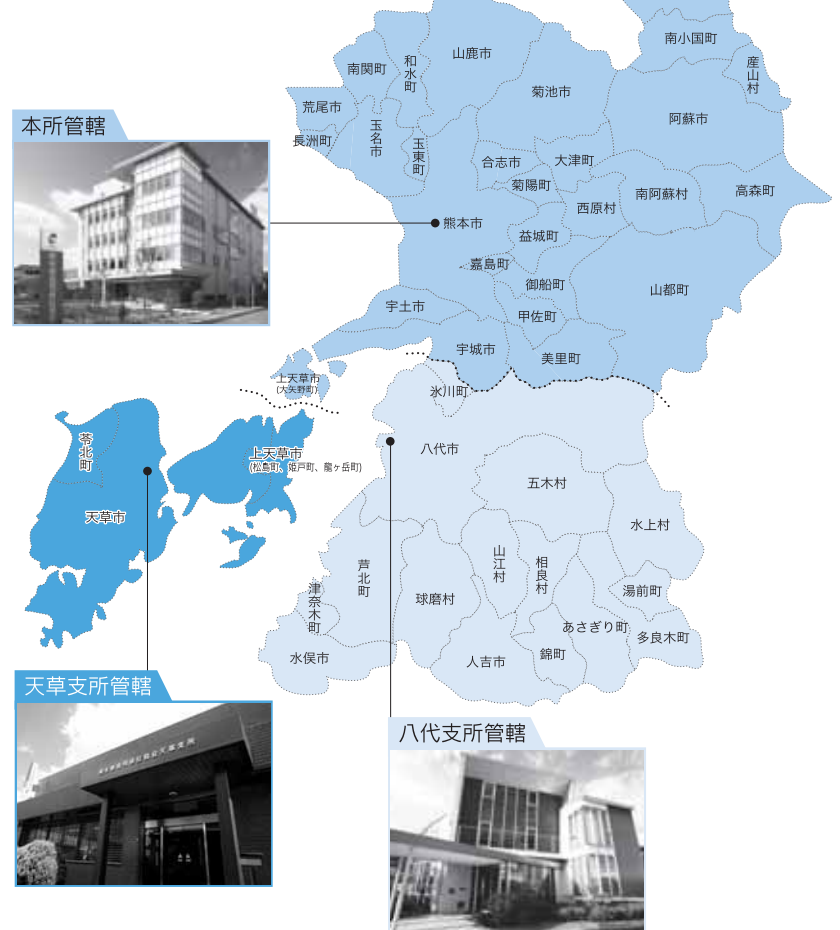 南小国町
産山村
山鹿市
和水町
南関町
菊池市
荒尾市
阿蘇市
長洲町
玉名市
玉東町
本所管轄
合志市
大津町
菊陽町
西原村
南阿蘇村
高森町
熊本市
益城町
嘉島町
御船町
山都町
宇土市
甲佐町
宇城市
美里町
上天草市
(大矢野町)
氷川町
苓北町
上天草市
(松島町、姫戸町、龍ヶ岳町)
八代市
五木村
天草市
水上村
山江村
相良村
芦北町
津奈木町
球磨村
湯前町
あさぎり町
多良木町
水俣市
人吉市
錦町
天草支所管轄
八代支所管轄